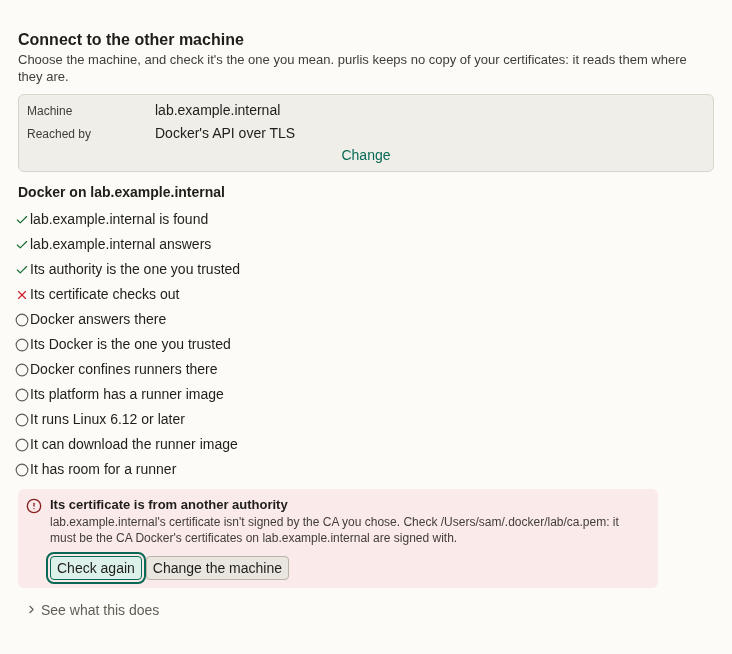 Connect to the other machine
Choose the machine, and check it's the one you mean. purlis keeps no copy of your certificates: it reads them where
they are.
Machine lab.example.internal
Reached by Docker's API over TLS
Change
Docker on lab.example.internal
lab.example.internal is found
lab.example.internal answers
Its authority is the one you trusted
Its certificate checks out
Docker answers there
Its Docker is the one you trusted
Docker confines runners there
Its platform has a runner image
It runs Linux 6.12 or later
It can download the runner image
It has room for a runner
Its certificate is from another authority
lab.example.internal's certificate isn't signed by the CA you chose. Check /Users/sam/.docker/lab/ca.pem: it
must be the CA Docker's certificates on lab.example.internal are signed with.
Check again Change the machine
See what this does